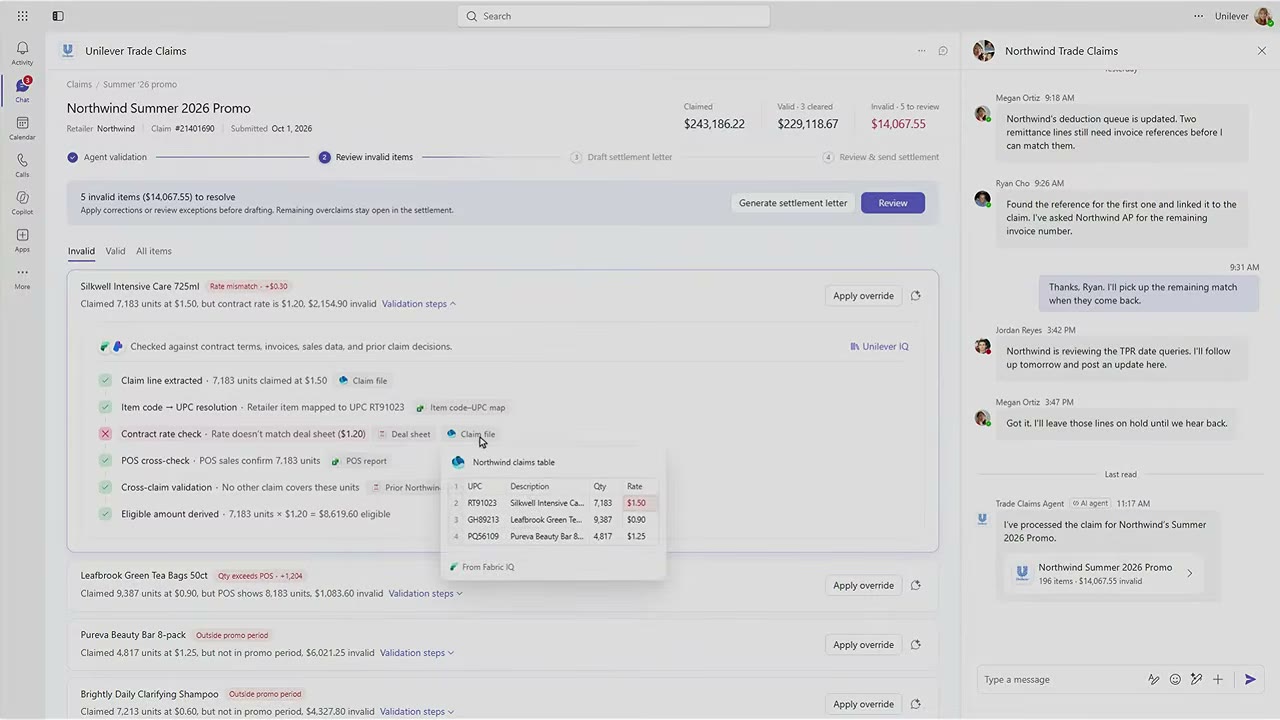 Search
Unilever
Activity
3
Chat
Calendar
Calls
Copilot
Apps
More
Unilever Trade Claims
Claims / Summer '26 promo
Northwind Summer 2026 Promo
Retailer Northwind Claim #21401690 Submitted Oct 1, 2026
Claimed
$243,186.22
Valid · 3 cleared
$229,118.67
Invalid · 5 to review
$14,067.55
Agent validation
2 Review invalid items
3 Draft settlement letter
4 Review & send settlement
5 invalid items ($14,067.55) to resolve
Apply corrections or review exceptions before drafting. Remaining overclaims stay open in the settlement.
Generate settlement letter
Review
Invalid Valid All items
Silkwell Intensive Care 725ml Rate mismatch · +$0.30
Claimed 7,183 units at $1.50, but contract rate is $1.20, $2,154.90 invalid Validation steps
Apply override
Checked against contract terms, invoices, sales data, and prior claim decisions.
Unilever IQ
Claim line extracted · 7,183 units claimed at $1.50 Claim file
Item code → UPC resolution · Retailer item mapped to UPC RT91023 Item code–UPC map
Contract rate check · Rate doesn't match deal sheet ($1.20) Deal sheet Claim file
POS cross-check · POS sales confirm 7,183 units POS report
Cross-claim validation · No other claim covers these units Prior Northwin
Eligible amount derived · 7,183 units × $1.20 = $8,619.60 eligible
Northwind claims table
1 UPC Description Qty Rate
2 RT91023 Silkwell Intensive Ca... 7,183 $1.50
3 GH89213 Leafbrook Green Te... 9,387 $0.90
4 PQ56109 Pureva Beauty Bar 8... 4,817 $1.25
From Fabric IQ
Leafbrook Green Tea Bags 50ct Qty exceeds POS · +1,204
Claimed 9,387 units at $0.90, but POS shows 8,183 units, $1,083.60 invalid Validation steps
Apply override
Pureva Beauty Bar 8-pack Outside promo period
Claimed 4,817 units at $1.25, but not in promo period, $6,021.25 invalid Validation steps
Apply override
Brightly Daily Clarifying Shampoo Outside promo period
Claimed 7,213 units at $0.60, but not in promo period, $4,327.80 invalid Validation steps
Apply override
Northwind Trade Claims
Yesterday
Megan Ortiz 9:18 AM
Northwind's deduction queue is updated. Two
remittance lines still need invoice references before I
can match them.
Ryan Cho 9:26 AM
Found the reference for the first one and linked it to the
claim. I've asked Northwind AP for the remaining
invoice number.
9:31 AM
Thanks, Ryan. I'll pick up the remaining match
when they come back.
Jordan Reyes 3:42 PM
Northwind is reviewing the TPR date queries. I'll follow
up tomorrow and post an update here.
Megan Ortiz 3:47 PM
Got it. I'll leave those lines on hold until we hear back.
Last read
Trade Claims Agent AI agent 11:17 AM
I've processed the claim for Northwind's Summer
2026 Promo.
Northwind Summer 2026 Promo
196 items · $14,067.55 invalid
Type a message